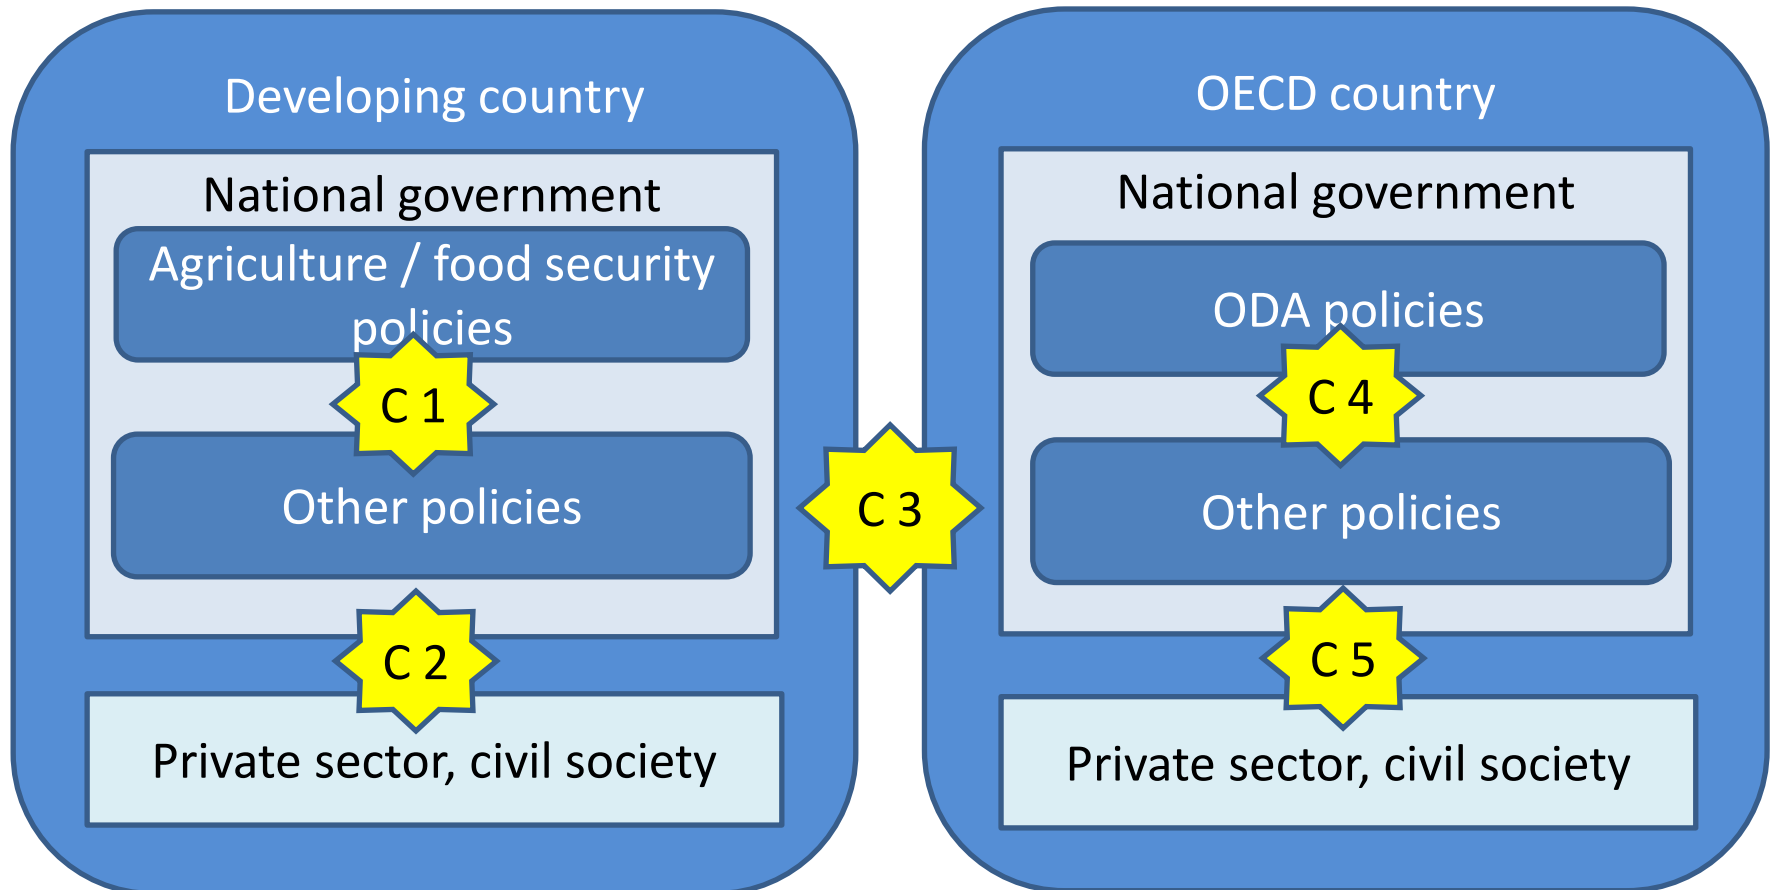 Developing country
National government
Agriculture / food security
policies
C 1
Other policies
C 2
Private sector, civil society
C 3
OECD country
National government
ODA policies
C 4
Other policies
C 5
Private sector, civil society